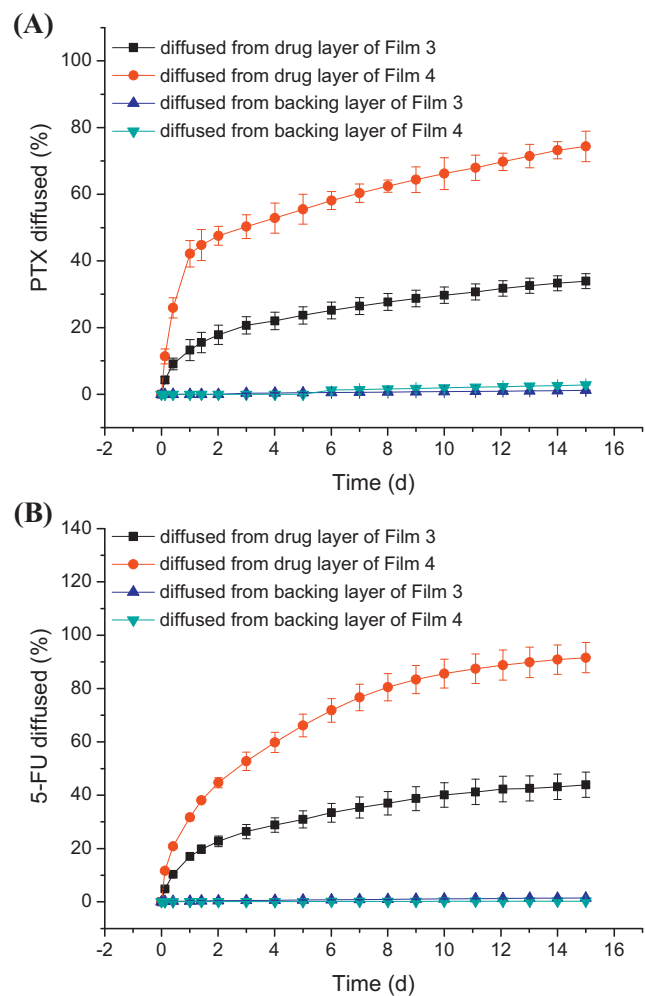 (A)
diffused from drug layer of Film 3
diffused from drug layer of Film 4
diffused from backing layer of Film 3
diffused from backing layer of Film 4
100
80
60
40
20
0
PTX diffused (%)
-2 0 2 4 6 8 10 12 14 16
Time (d)
(B)
140
diffused from drug layer of Film 3
diffused from drug layer of Film 4
diffused from backing layer of Film 3
diffused from backing layer of Film 4
120
100
80
60
40
20
0
5-FU diffused (%)
-2 0 2 4 6 8 10 12 14 16
Time (d)